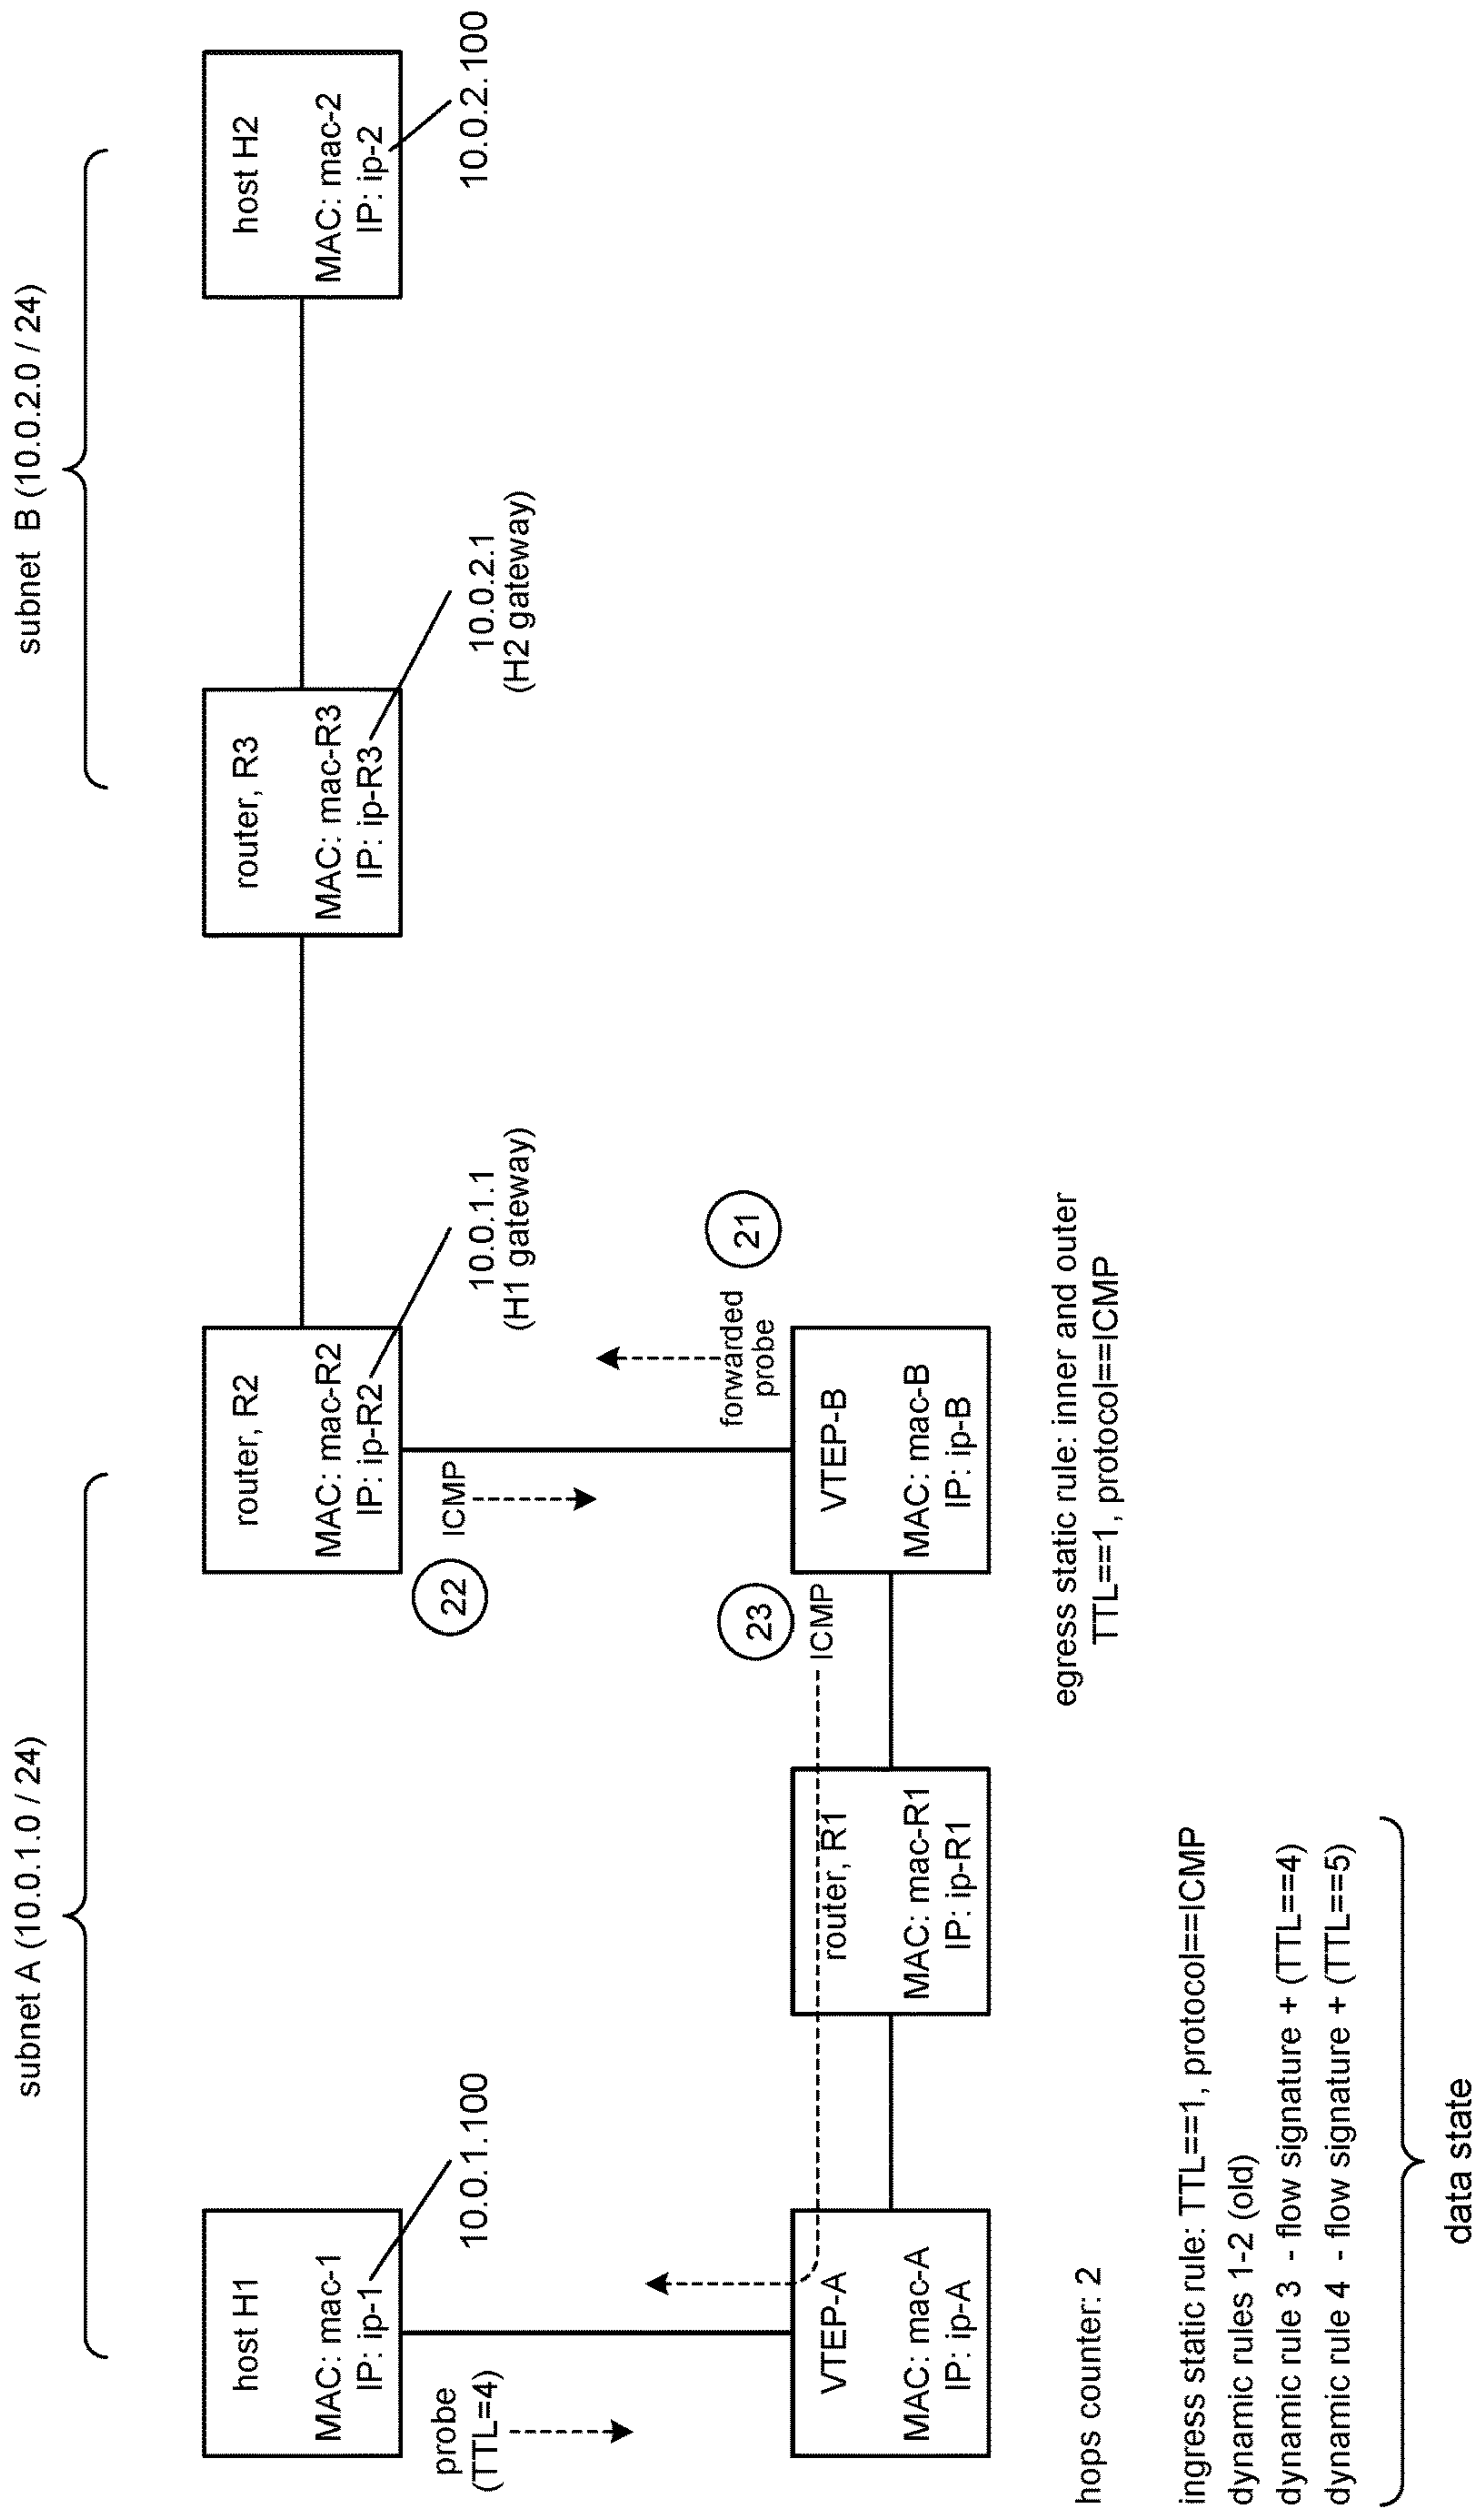 subnet A (10.0.1.0 / 24)
subnet B (10.0.2.0 / 24)
host H1
MAC: mac-1
IP: ip-1
10.0.1.100
router, R2
MAC: mac-R2
IP: ip-R2
10.0.1.1
(H1 gateway)
router, R3
MAC: mac-R3
IP: ip-R3
10.0.2.1
(H2 gateway)
host H2
MAC: mac-2
IP: ip-2
10.0.2.100
probe
(TTL=4)
22
ICMP
forwarded
probe
21
23
ICMP
VTEP-A
MAC: mac-A
IP: ip-A
router, R1
MAC: mac-R1
IP: ip-R1
VTEP-B
MAC: mac-B
IP: ip-B
hops counter: 2
egress static rule: inner and outer
TTL==1, protocol==ICMP
ingress static rule: TTL==1, protocol==ICMP
dynamic rules 1-2 (old)
dynamic rule 3 - flow signature + (TTL==4)
dynamic rule 4 - flow signature + (TTL==5)
data state